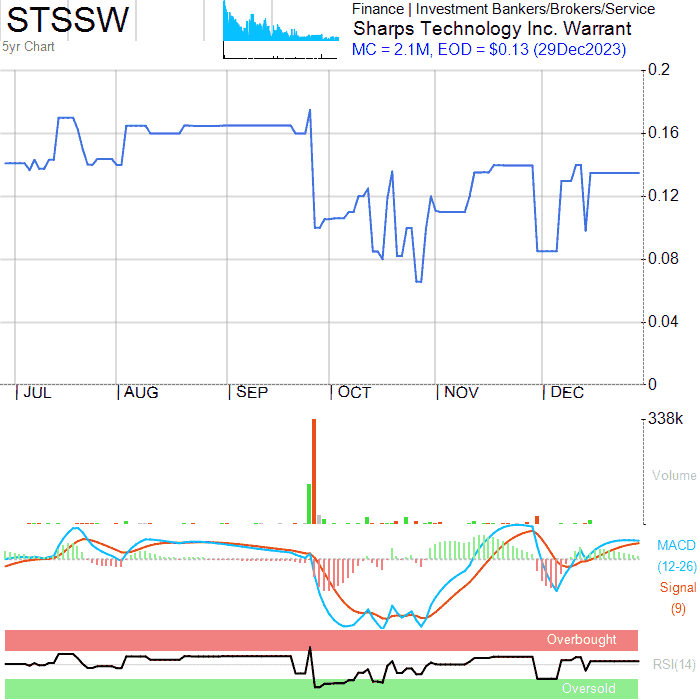 STSSW
5yr Chart
Finance | Investment Bankers/Brokers/Service
Sharps Technology Inc. Warrant
MC = 2.1M, EOD = $0.13 (29Dec2023)
0.2
0.16
0.12
0.08
0.04
0
JUL AUG SEP OCT NOV DEC
338k
Volume
MACD
(12-26)
Signal
(9)
Overbought
RSI(14)
Oversold